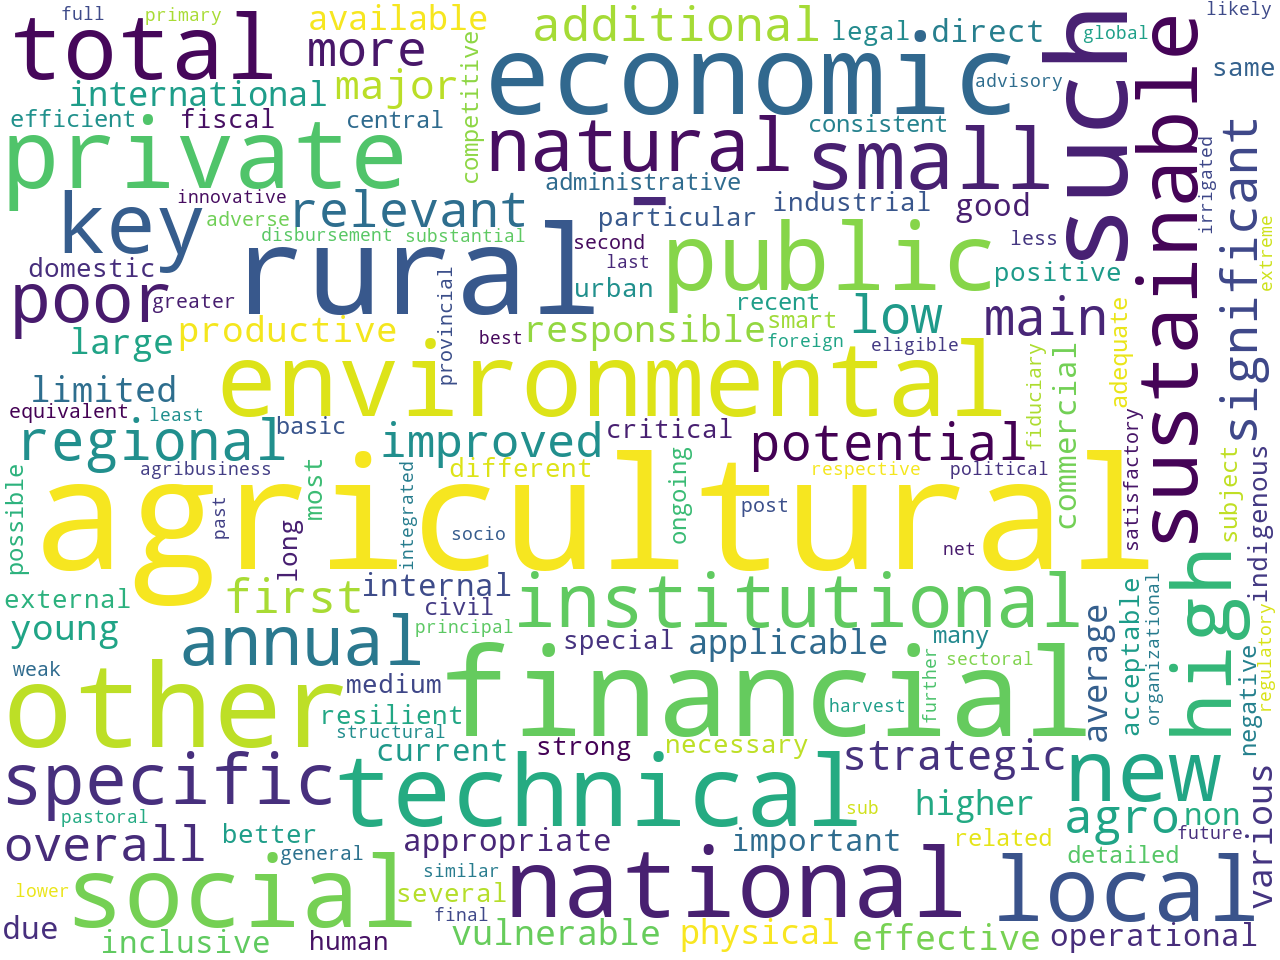 full
primary
available
additional
legal
direct
likely
total
more
economic
such
global
same
international
major
competitive
advisory
sustainable
efficient
fiscal
central
natural
consistent
small
significant
private
irrigated
key
innovative
relevant
administrative
-
particular
industrial
good
adverse
disbursement
substantial
rural
second
public
less
extreme
domestic
last
positive
poor
greater
provincial
urban
recent
low
main
productive
best
responsible
smart
adequate
large
foreign
eligible
environmental
fiduciary
commercial
limited
equivalent
least
basic
regional
improved
critical
potential
satisfactory
possible
agribusiness
most
integrated
different
ongoing
respective
political
subject
indigenous
agricultural
past
long
socio
post
net
high
external
first
internal
institutional
average
acceptable
organizational
regulatory
young
civil
annual
principal
special
applicable
many
negative
weak
other
medium
financial
further
sectoral
resilient
harvest
structural
current
strong
necessary
strategic
new
specific
technical
various
pastoral
sub
higher
agro
non
overall
better
appropriate
important
related
future
general
detailed
social
similar
national
local
lower
several
final
due
inclusive
human
vulnerable
physical
effective
operational